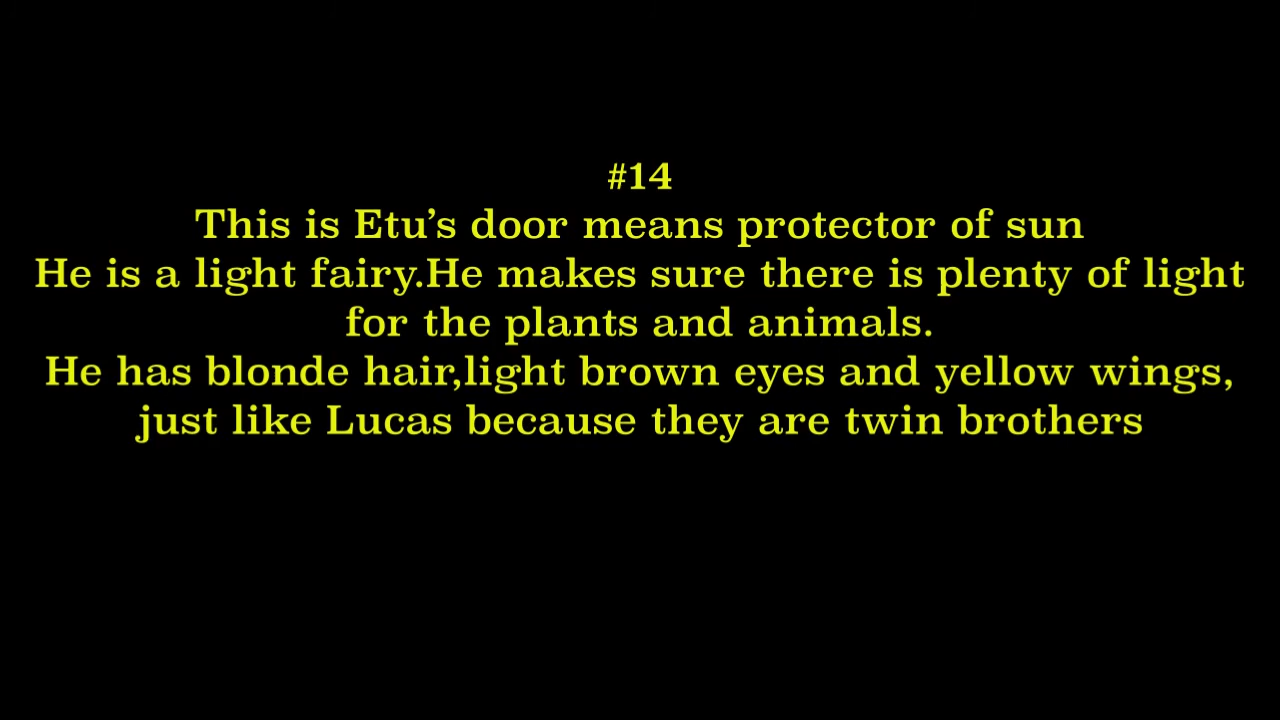 #14
This is Etu’s door means protector of sun
He is a light fairy.He makes sure there is plenty of light
for the plants and animals.
He has blonde hair,light brown eyes and yellow wings,
just like Lucas because they are twin brothers